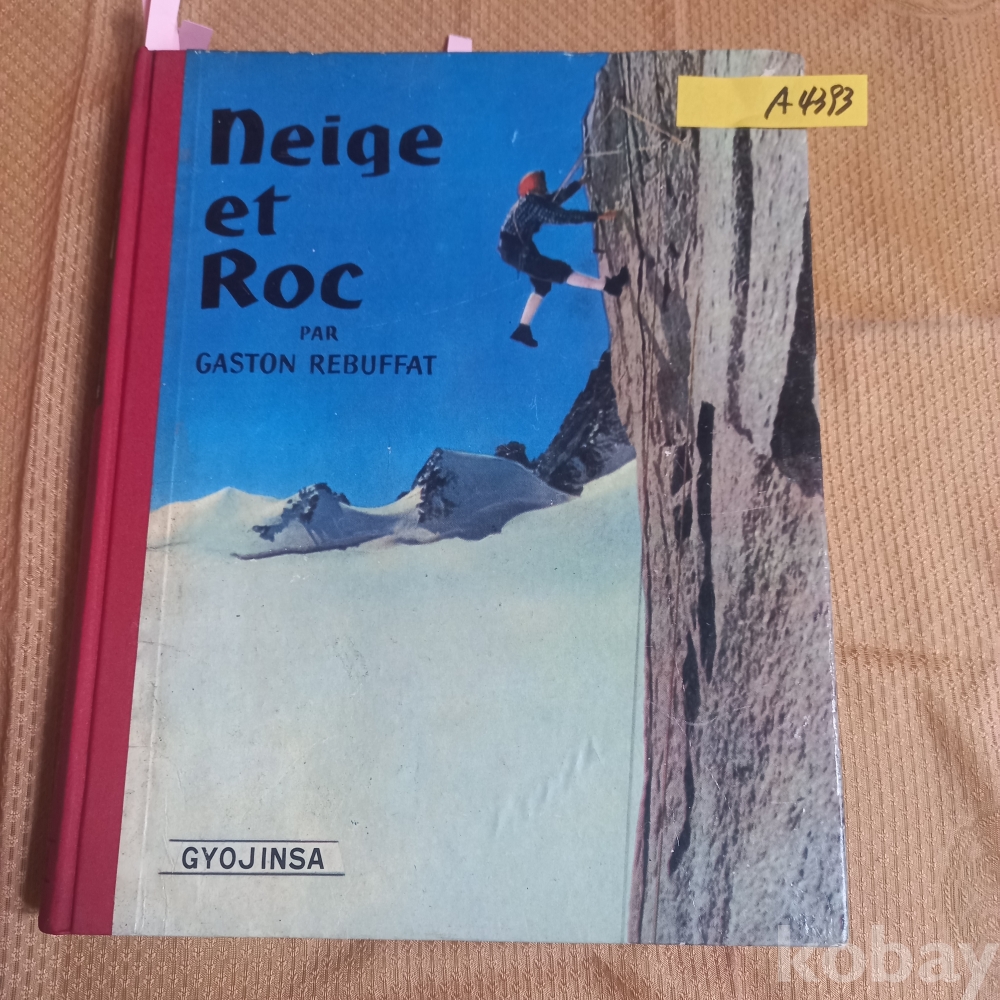 A4393
Neige
et
Roc
PAR
GASTON REBUFFAT
GYOJINSA
kobay